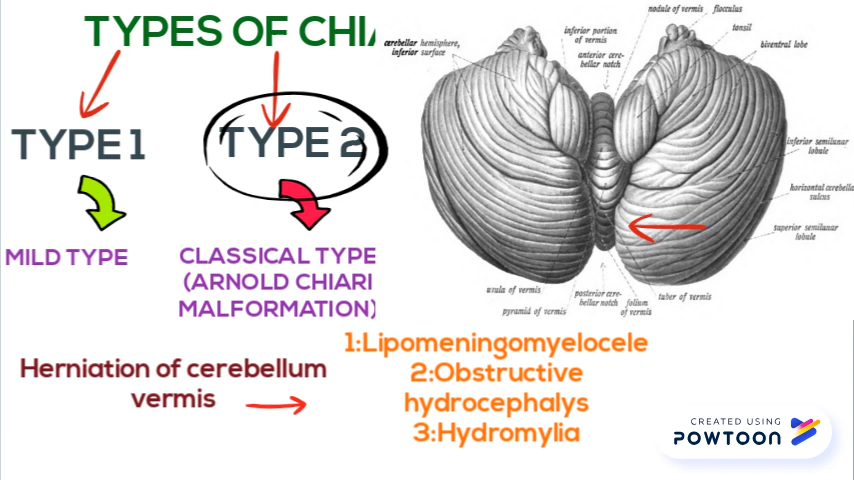 TYPES OF CHIA
TYPE 1
TYPE 2
MILD TYPE
CLASSICAL TYPE
(ARNOLD CHIARI
MALFORMATION)
nodule of vermis
flocculus
inferior portion
of vermis
tonsil
cerebellar hemisphere,
inferior surface
anterior cere-
bellar notch
biventral lobe
inferior semilunar
lobule
horizontal cerebella
sulcus
superior semilunar
lobule
uvula of vermis
posterior cere-
bellar notch
folium
of vermis
tuber of vermis
pyramid of vermis
Herniation of cerebellum
vermis
1:Lipomeningomyelocele
2:Obstructive
hydrocephalys
3:Hydromylia
CREATED USING
POWTOON